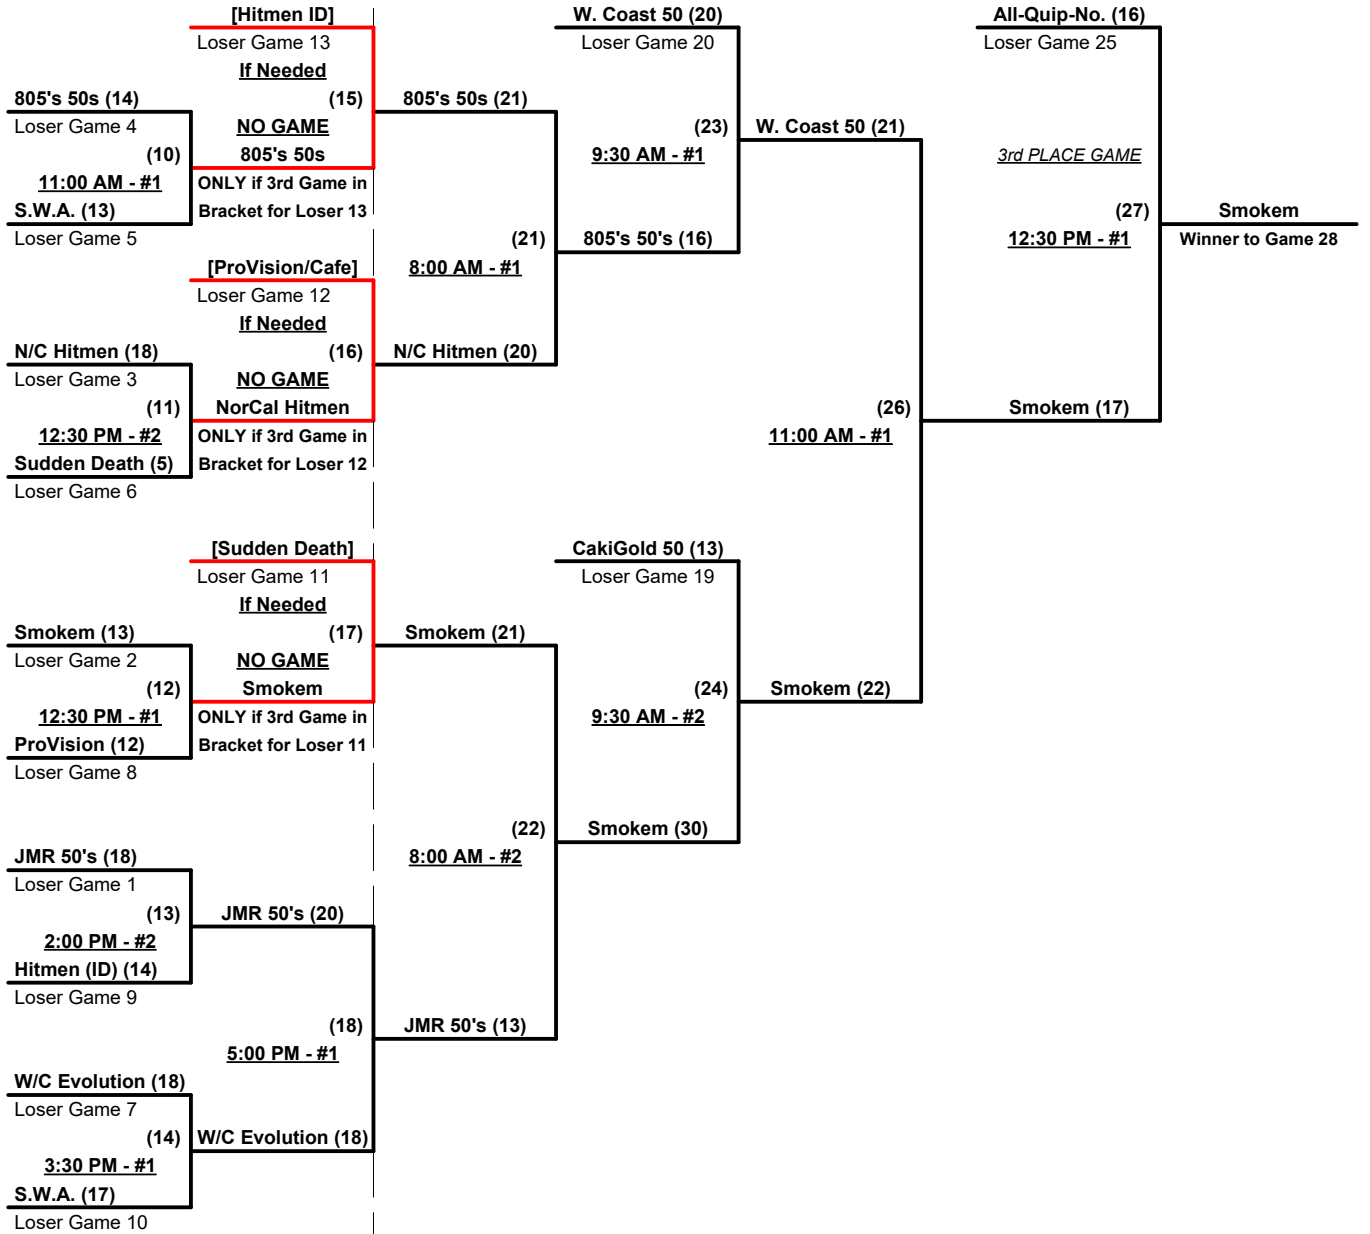 [Hitmen ID]
Loser Game 13
If Needed
805's 50s (14)
(15)
Loser Game 4
NO GAME
(10)
805's 50s
11:00 AM - #1
ONLY if 3rd Game in
S.W.A. (13)
Bracket for Loser 13
Loser Game 5
[ProVision/Cafe]
Loser Game 12
If Needed
N/C Hitmen (18)
(16)
Loser Game 3
NO GAME
(11)
NorCal Hitmen
12:30 PM - #2
ONLY if 3rd Game in
Sudden Death (5)
Bracket for Loser 12
Loser Game 6
[Sudden Death]
Loser Game 11
If Needed
Smokem (13)
(17)
Loser Game 2
NO GAME
(12)
Smokem
12:30 PM - #1
ONLY if 3rd Game in
ProVision (12)
Bracket for Loser 11
Loser Game 8
JMR 50's (18)
Loser Game 1
(13)
JMR 50's (20)
2:00 PM - #2
Hitmen (ID) (14)
Loser Game 9
(18)
5:00 PM - #1
W/C Evolution (18)
Loser Game 7
(14)
W/C Evolution (18)
3:30 PM - #1
S.W.A. (17)
Loser Game 10
805's 50s (21)
(21)
8:00 AM - #1
N/C Hitmen (20)
Smokem (21)
(22)
8:00 AM - #2
JMR 50's (13)
W. Coast 50 (20)
Loser Game 20
(23)
9:30 AM - #1
805's 50's (16)
CakiGold 50 (13)
Loser Game 19
(24)
9:30 AM - #2
Smokem (30)
W. Coast 50 (21)
(26)
11:00 AM - #1
Smokem (22)
All-Quip-No. (16)
Loser Game 25
3rd PLACE GAME
(27)
12:30 PM - #1
Smokem (17)
Smokem
Winner to Game 28